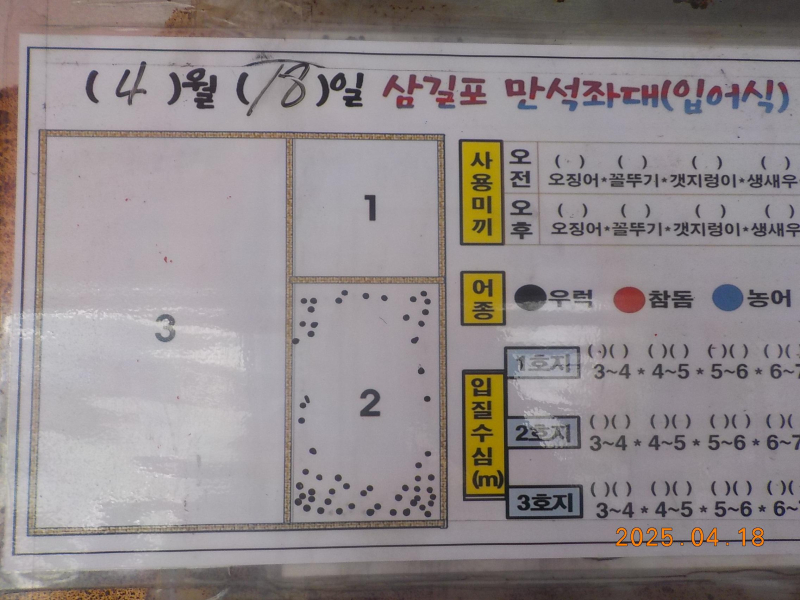 ( 4 )월 ( 18 )일 삼길포 만석좌대(입어식)
3
1
2
사용미끼
오전
( ) ( ) ( ) ( )
오징어*꼴뚜기*갯지렁이*생새우
오후
( ) ( ) ( ) ( )
오징어*꼴뚜기*갯지렁이*생새우
어종
우럭 참돔 농어
입질수심(m)
1호지
( )( ) ( )( ) ( )( ) ( )(
3~4 * 4~5 * 5~6 * 6~7
2호지
( )( ) ( )( ) ( )( ) ( )(
3~4 * 4~5 * 5~6 * 6~7
3호지
( )( ) ( )( ) ( )( ) ( )(
3~4 * 4~5 * 5~6 * 6~
2025.04.18